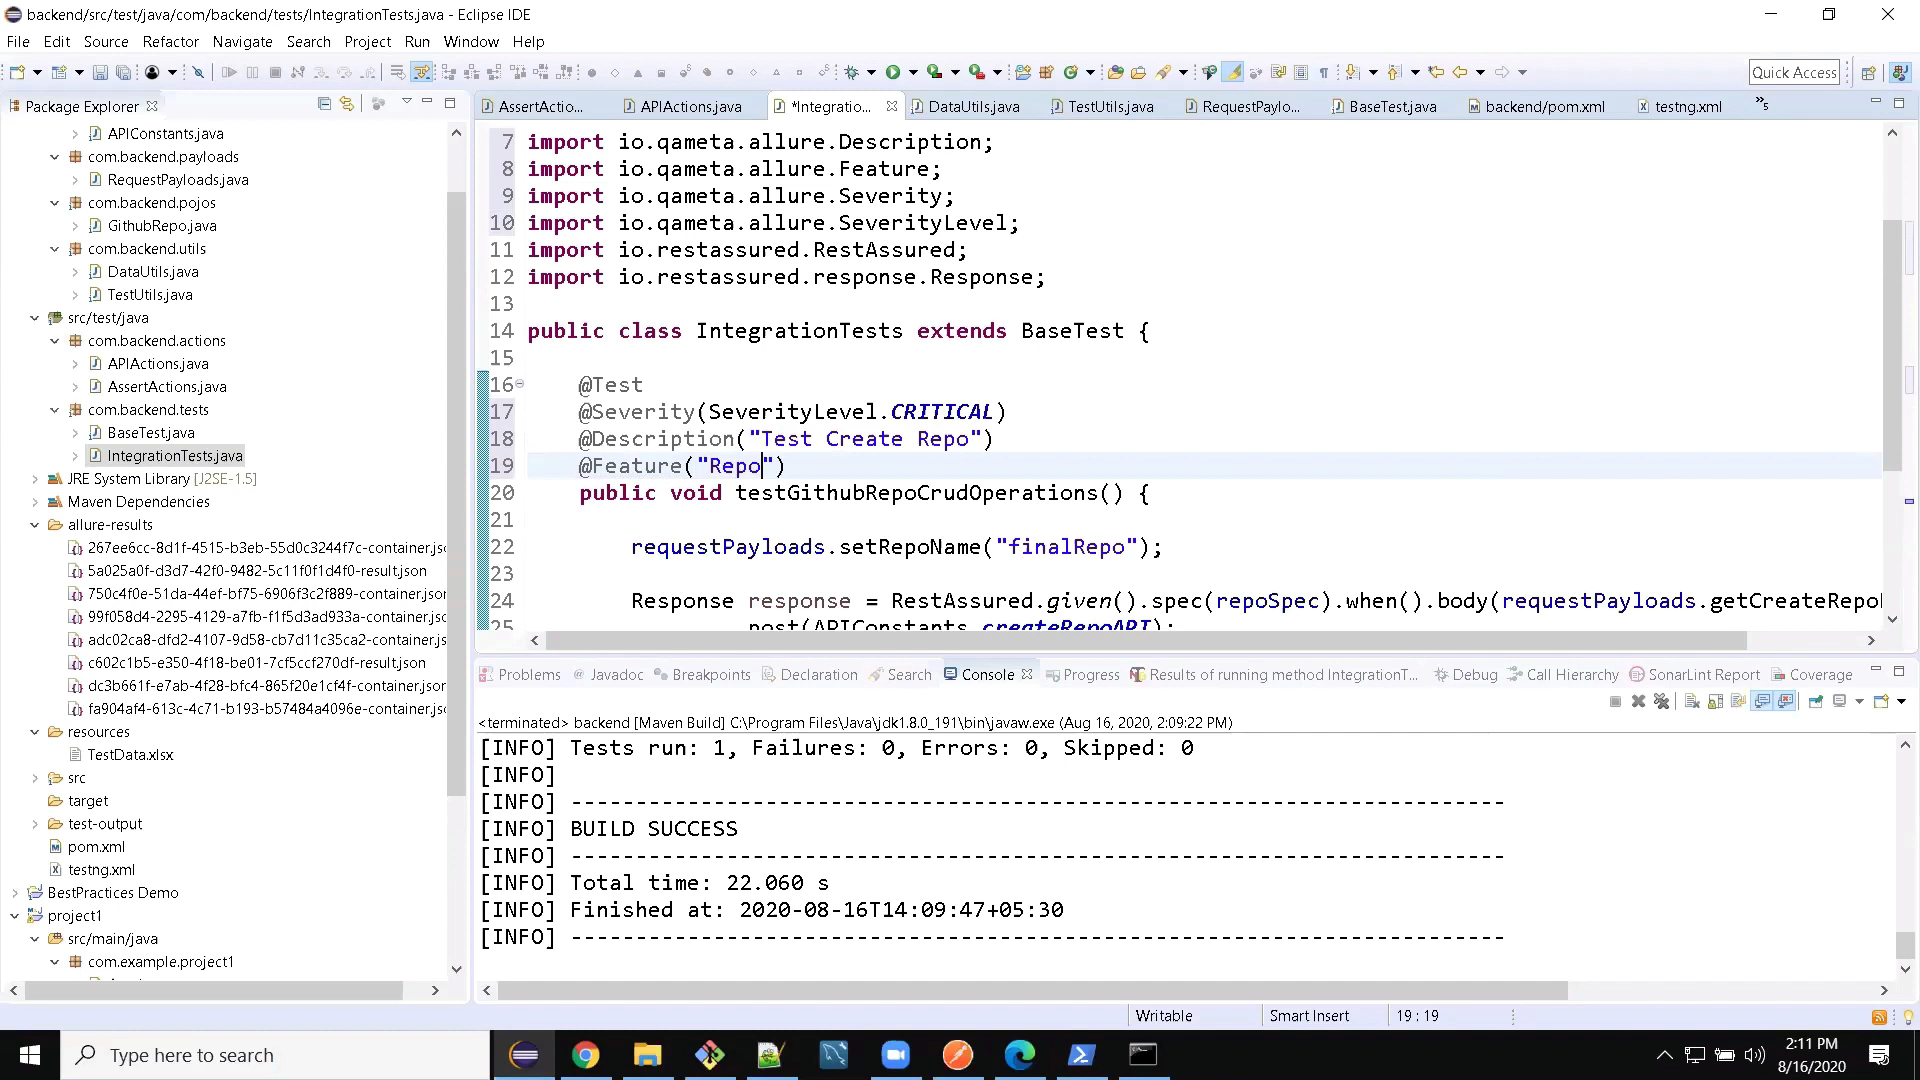 backend/src/test/java/com/backend/tests/IntegrationTests.java - Eclipse IDE
File Edit Source Refactor Navigate Search Project Run Window Help
Quick Access
Package Explorer
AssertActio... APIActions.java *Integratio... DataUtils.java TestUtils.java RequestPaylo... BaseTest.java backend/pom.xml testng.xml »5
APIConstants.java
com.backend.payloads
RequestPayloads.java
com.backend.pojos
GithubRepo.java
com.backend.utils
DataUtils.java
TestUtils.java
src/test/java
com.backend.actions
APIActions.java
AssertActions.java
com.backend.tests
BaseTest.java
IntegrationTests.java
JRE System Library [J2SE-1.5]
Maven Dependencies
allure-results
267ee6cc-8d1f-4515-b3eb-55d0c3244f7c-container.jsc
5a025a0f-d3d7-42f0-9482-5c11f0f1d4f0-result.json
750c4f0e-51da-44ef-bf75-6906f3c2f889-container.jsc
99f058d4-2295-4129-a7fb-f1f5d3ad933a-container.jsc
adc02ca8-dfd2-4107-9d58-cb7d11c35ca2-container.jsc
c602c1b5-e350-4f18-be01-7cf5ccf270df-result.json
dc3b661f-e7ab-4f28-bfc4-865f20e1cf4f-container.jsc
fa904af4-613c-4c71-b193-b57484a4096e-container.jsc
resources
TestData.xlsx
src
target
test-output
pom.xml
testng.xml
BestPractices Demo
project1
src/main/java
com.example.project1
7 import io.qameta.allure.Description;
8 import io.qameta.allure.Feature;
9 import io.qameta.allure.Severity;
10 import io.qameta.allure.SeverityLevel;
11 import io.restassured.RestAssured;
12 import io.restassured.response.Response;
13
14 public class IntegrationTests extends BaseTest {
15
16 @Test
17 @Severity(SeverityLevel.CRITICAL)
18 @Description("Test Create Repo")
19 @Feature("Repo")
20 public void testGithubRepoCrudOperations() {
21
22 requestPayloads.setRepoName("finalRepo");
23
24 Response response = RestAssured.given().spec(repoSpec).when().body(requestPayloads.getCreateRepo
25 post(APIConstants.createRepoAPI);
Problems Javadoc Breakpoints Declaration Search Console Progress Results of running method IntegrationT... Debug Call Hierarchy SonarLint Report Coverage
<terminated> backend [Maven Build] C:\Program Files\Java\jdk1.8.0_191\bin\javaw.exe (Aug 16, 2020, 2:09:22 PM)
[INFO] Tests run: 1, Failures: 0, Errors: 0, Skipped: 0
[INFO]
[INFO] ------------------------------------------------------------------------
[INFO] BUILD SUCCESS
[INFO] ------------------------------------------------------------------------
[INFO] Total time: 22.060 s
[INFO] Finished at: 2020-08-16T14:09:47+05:30
[INFO] ------------------------------------------------------------------------
Writable Smart Insert 19 : 19
Type here to search
2:11 PM
8/16/2020